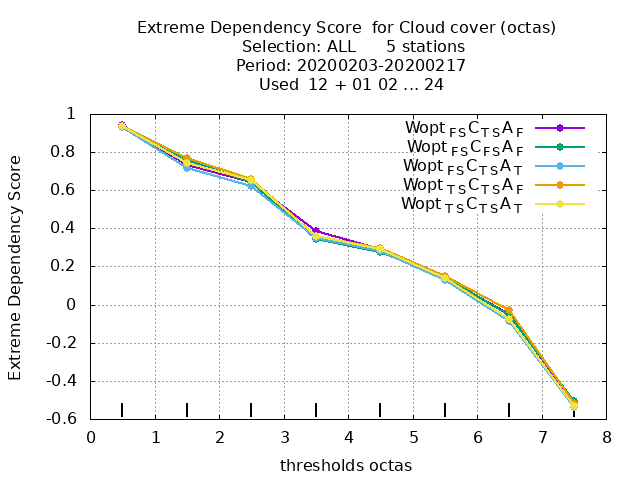 Extreme Dependency Score  for Cloud cover (octas)
Selection: ALL      5 stations
Period: 20200203-20200217
Used  12 + 01 02 ... 24
Extreme Dependency Score
1
0.8
0.6
0.4
0.2
0
-0.2
-0.4
-0.6
Wopt FS C TS A F
Wopt FS C FS A F
Wopt FS C TS A T
Wopt TS C TS A F
Wopt TS C TS A T
0 1 2 3 4 5 6 7 8
thresholds octas